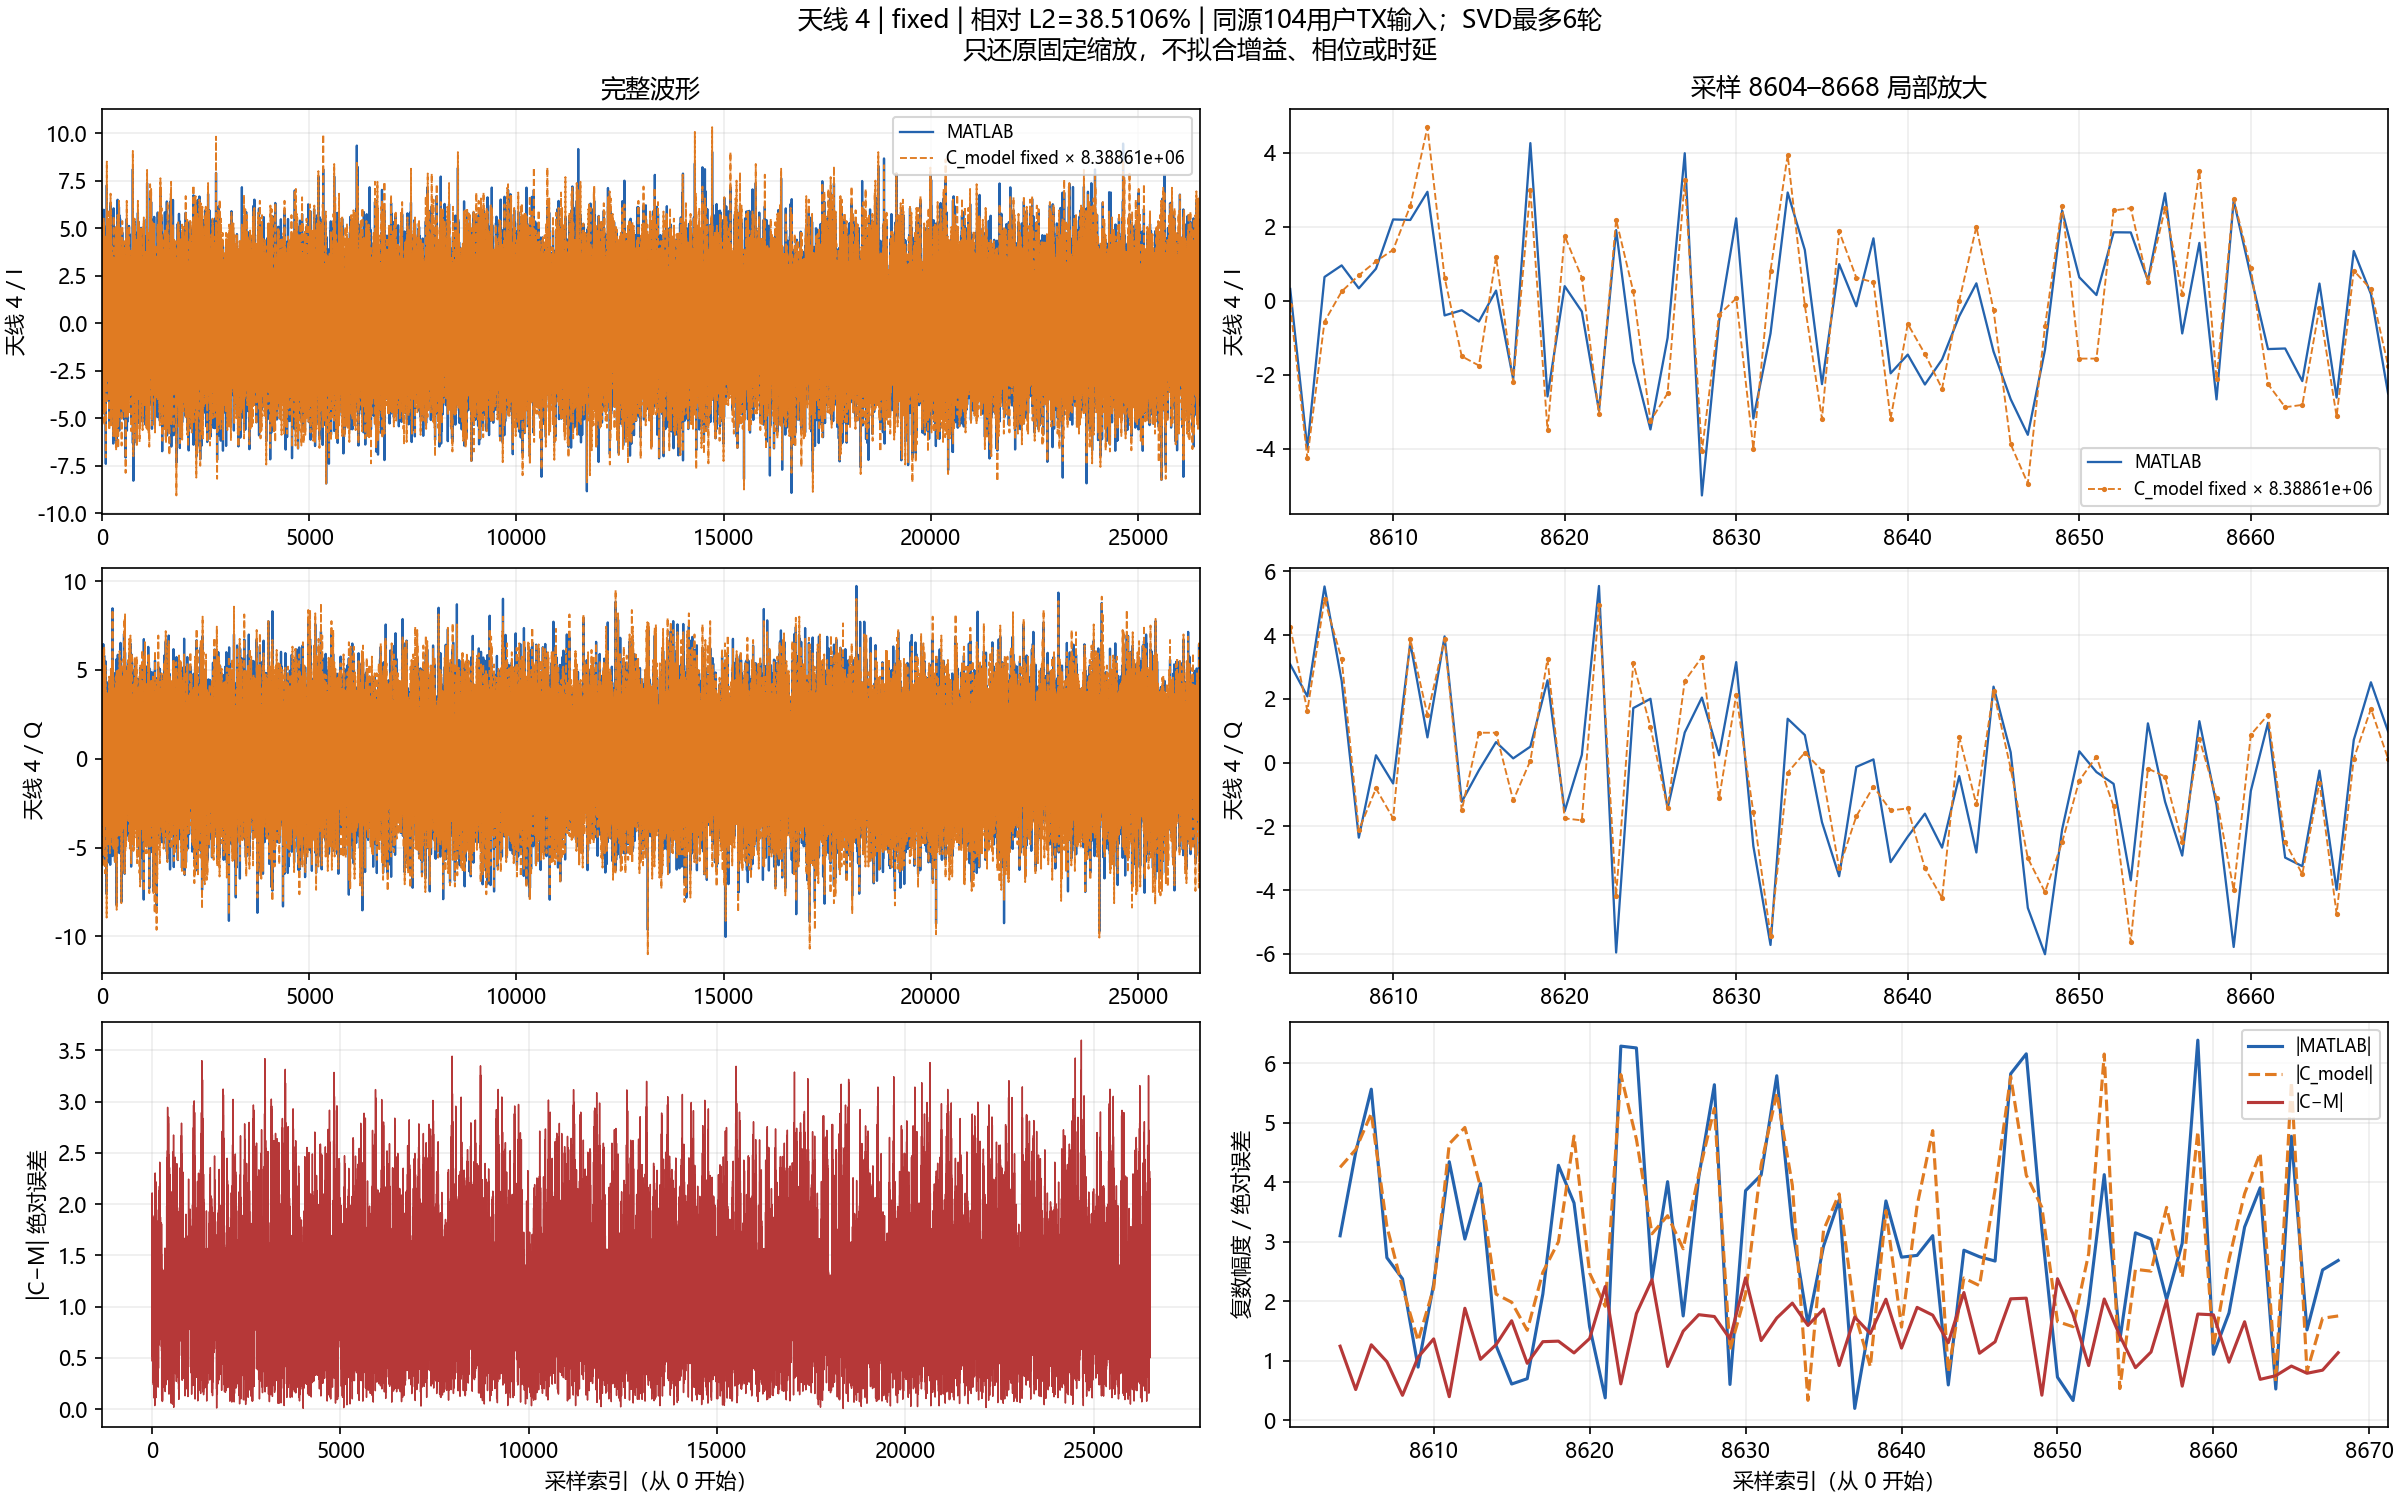 天线 4 | fixed | 相对 L2=38.5106% | 同源104用户TX输入；SVD最多6轮
只还原固定缩放，不拟合增益、相位或时延
完整波形
天线 4 / I
10.0
7.5
5.0
2.5
0.0
-2.5
-5.0
-7.5
-10.0
MATLAB
C_model fixed × 8.38861e+06
0 5000 10000 15000 20000 25000
采样 8604–8668 局部放大
天线 4 / I
4
2
0
-2
-4
MATLAB
C_model fixed × 8.38861e+06
8610 8620 8630 8640 8650 8660
天线 4 / Q
10
5
0
-5
-10
0 5000 10000 15000 20000 25000
天线 4 / Q
6
4
2
0
-2
-4
-6
8610 8620 8630 8640 8650 8660
|C−M| 绝对误差
3.5
3.0
2.5
2.0
1.5
1.0
0.5
0.0
0 5000 10000 15000 20000 25000
采样索引（从 0 开始）
复数幅度 / 绝对误差
6
5
4
3
2
1
0
|MATLAB|
|C_model|
|C−M|
8610 8620 8630 8640 8650 8660 8670
采样索引（从 0 开始）